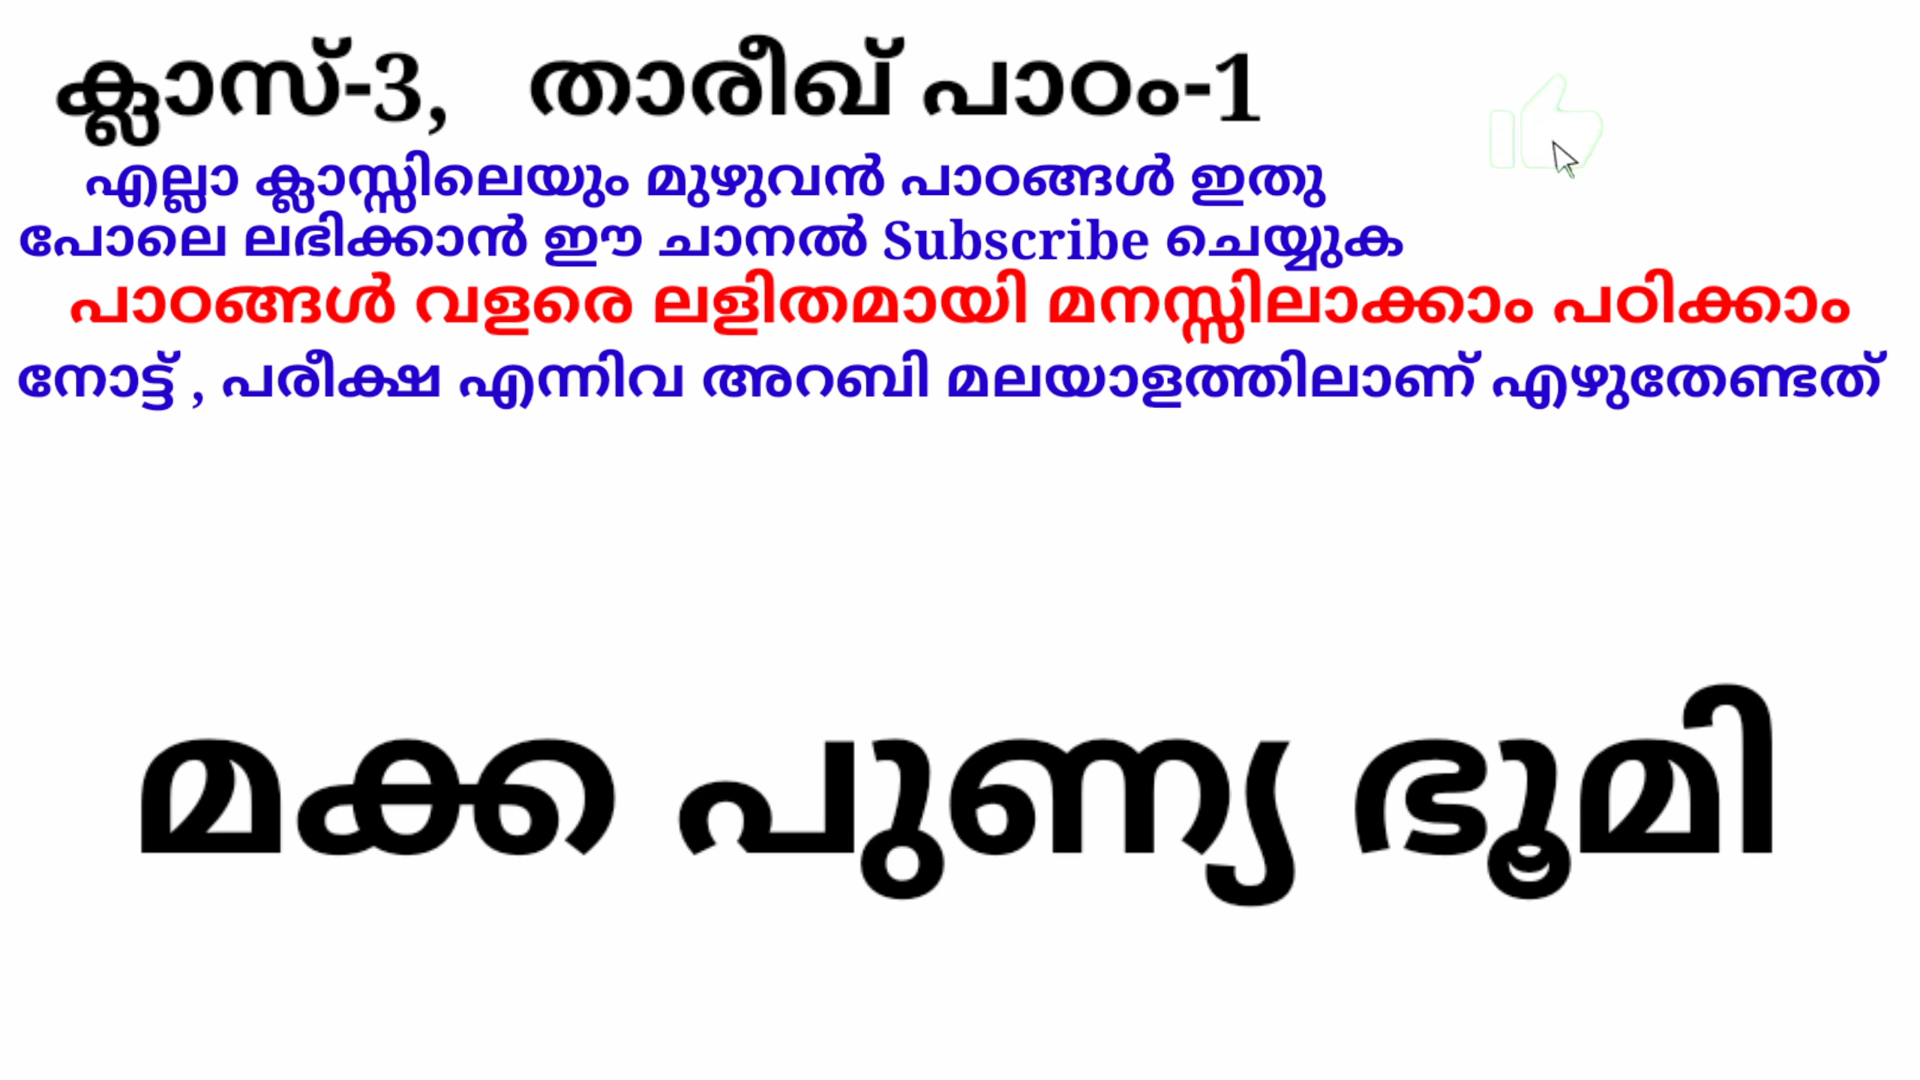 ക്ലാസ്-3, താരീഖ് പാഠം-1
എല്ലാ ക്ലാസ്സിലെയും മുഴുവൻ പാഠങ്ങൾ ഇതു
പോലെ ലഭിക്കാൻ ഈ ചാനൽ Subscribe ചെയ്യുക
പാഠങ്ങൾ വളരെ ലളിതമായി മനസ്സിലാക്കാം പഠിക്കാം
നോട്ട് , പരീക്ഷ എന്നിവ അറബി മലയാളത്തിലാണ് എഴുതേണ്ടത്
മക്ക പുണ്യ ഭൂമി